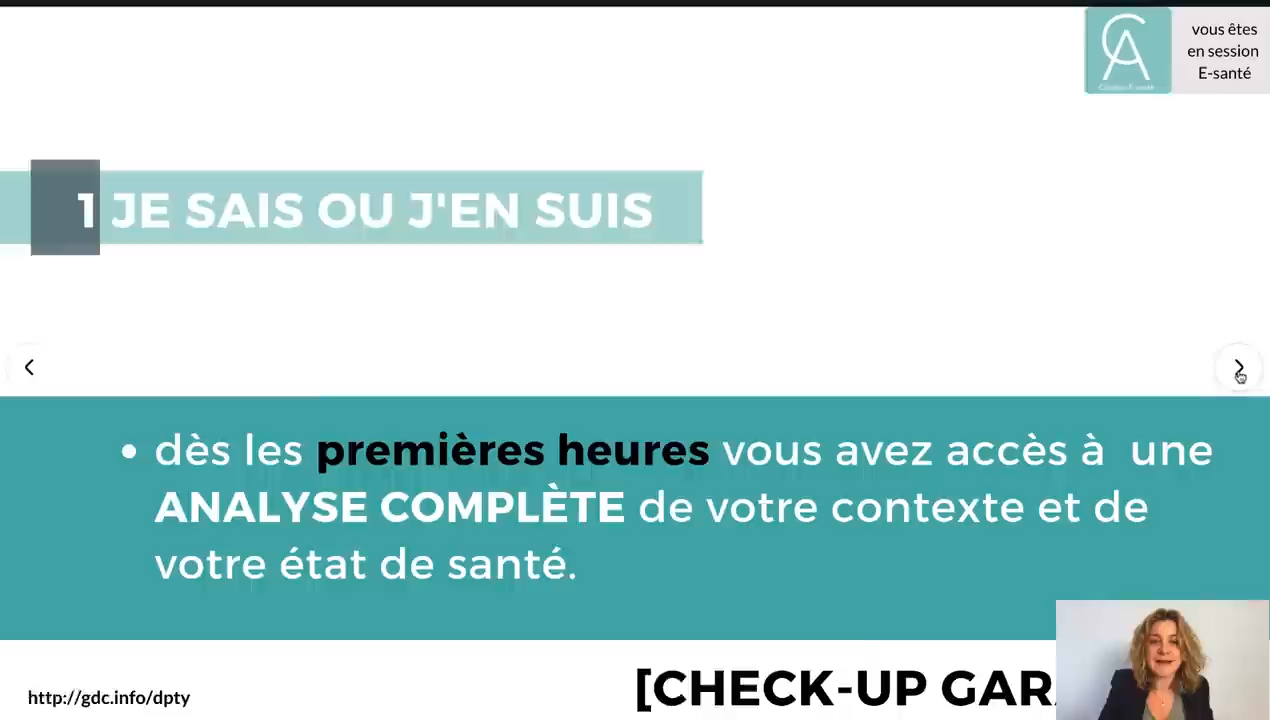 vous êtes
en session
E-santé
CA
1 JE SAIS OU J'EN SUIS
• dès les premières heures vous avez accès à une
ANALYSE COMPLÈTE de votre contexte et de
votre état de santé.
[CHECK-UP GAR
http://gdc.info/dpty